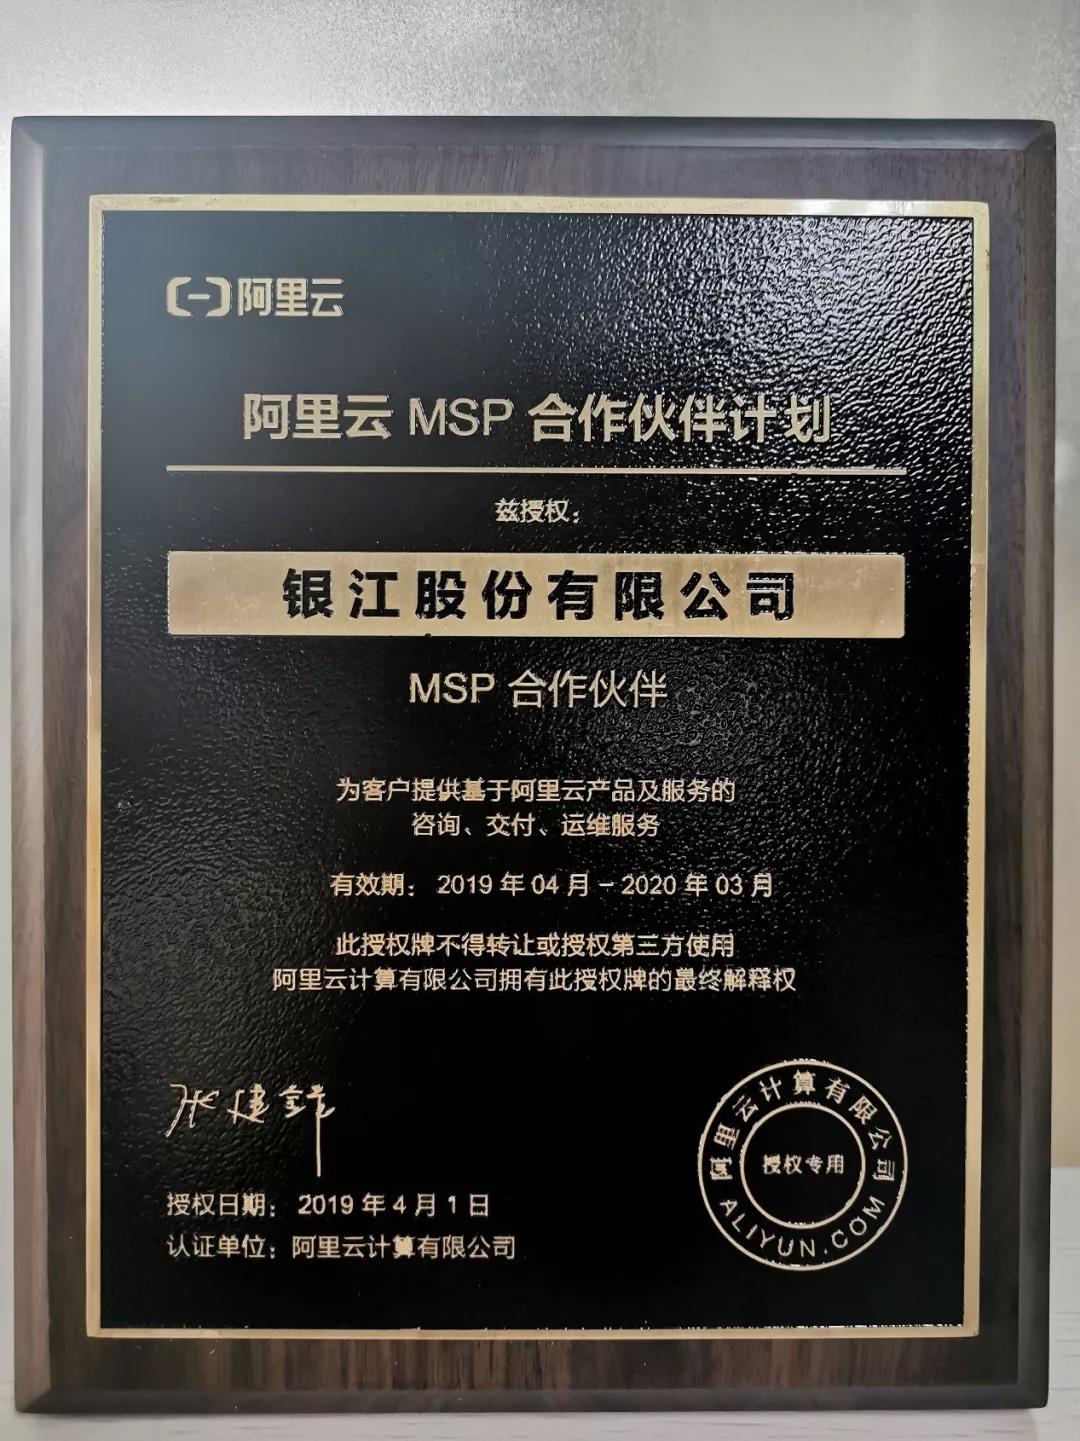 阿里云
阿里云 MSP 合作伙伴计划
兹授权：
银江股份有限公司
MSP 合作伙伴
为客户提供基于阿里云产品及服务的
咨询、交付、运维服务
有效期： 2019 年 04 月 – 2020 年 03 月
此授权牌不得转让或授权第三方使用
阿里云计算有限公司拥有此授权牌的最终解释权
张建锋
授权日期： 2019 年 4 月 1 日
认证单位：阿里云计算有限公司
阿里云计算有限公司
授权专用
ALIYUN.COM